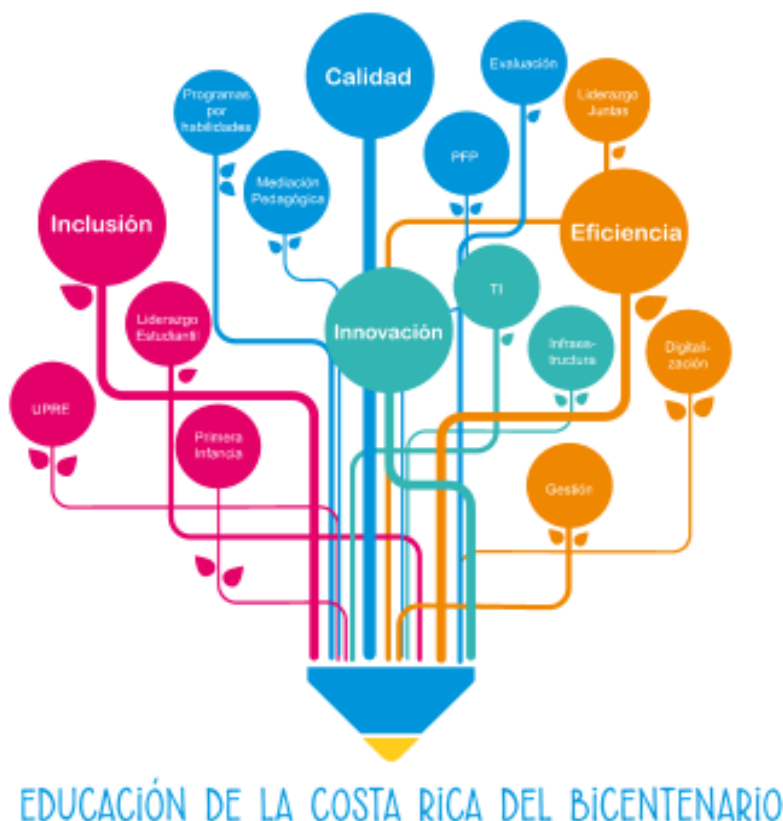 Calidad
Evaluación
Liderazgo
Juntas
Programas
por
habilidades
PFP
Mediación
Pedagógica
Inclusión
Eficiencia
TI
Liderazgo
Estudiantil
Innovación
Infraes-
tructura
Digitali-
zación
UPRE
Primera
Infancia
Gestión
EDUCACIÓN DE LA COSTA RICA DEL BICENTENARIO